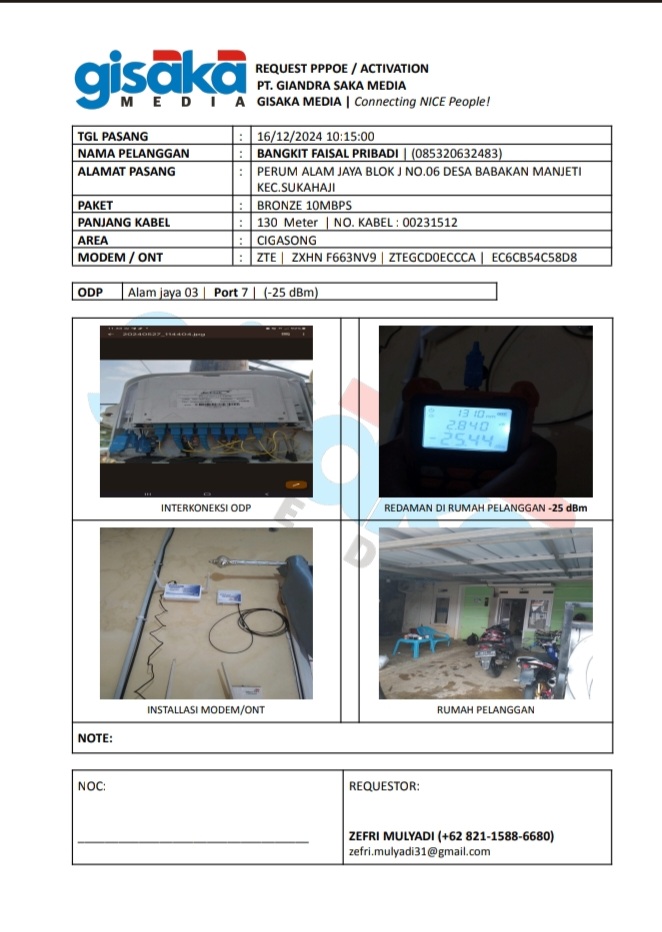 gisaka
MEDIA
REQUEST PPPOE / ACTIVATION
PT. GIANDRA SAKA MEDIA
GISAKA MEDIA | Connecting NICE People!
TGL PASANG : 16/12/2024 10:15:00
NAMA PELANGGAN : BANGKIT FAISAL PRIBADI | (085320632483)
ALAMAT PASANG : PERUM ALAM JAYA BLOK J NO.06 DESA BABAKAN MANJETI
KEC.SUKAHAJI
PAKET : BRONZE 10MBPS
PANJANG KABEL : 130 Meter | NO. KABEL : 00231512
AREA : CIGASONG
MODEM / ONT : ZTE | ZXHN F663NV9 | ZTEGCD0ECCCA | EC6CB54C58D8
ODP Alam jaya 03 | Port 7 | (-25 dBm)
1310
2.840
-25.44
INTERKONEKSI ODP
REDAMAN DI RUMAH PELANGGAN -25 dBm
INSTALLASI MODEM/ONT
RUMAH PELANGGAN
NOTE:
NOC:
REQUESTOR:
ZEFRI MULYADI (+62 821-1588-6680)
zefri.mulyadi31@gmail.com